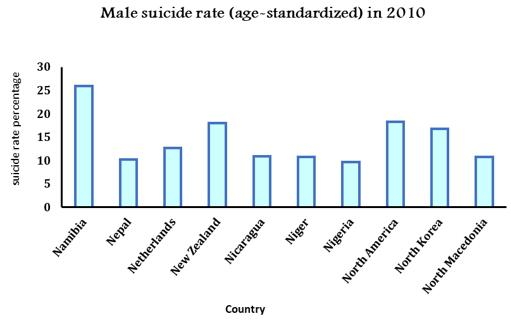 Male suicide rate (age-standardized) in 2010
suicide rate percentage
30
25
20
15
10
5
0
Namibia
Nepal
Netherlands
New Zealand
Nicaragua
Niger
Nigeria
North America
North Korea
North Macedonia
Country